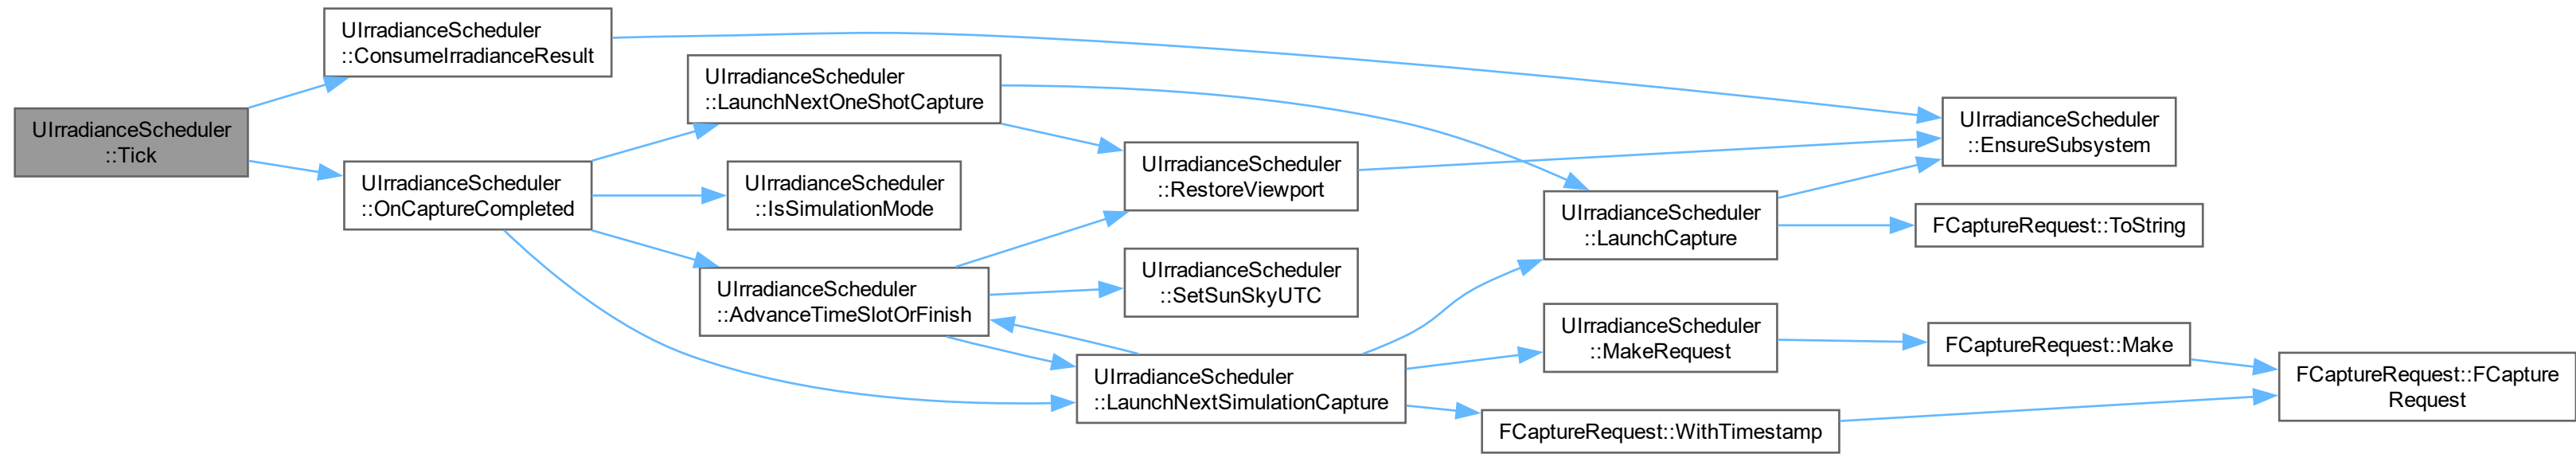 UIrradianceScheduler
::Tick
UIrradianceScheduler
::ConsumeIrradianceResult
UIrradianceScheduler
::OnCaptureCompleted
UIrradianceScheduler
::LaunchNextOneShotCapture
UIrradianceScheduler
::IsSimulationMode
UIrradianceScheduler
::AdvanceTimeSlotOrFinish
UIrradianceScheduler
::RestoreViewport
UIrradianceScheduler
::SetSunSkyUTC
UIrradianceScheduler
::LaunchNextSimulationCapture
UIrradianceScheduler
::LaunchCapture
UIrradianceScheduler
::MakeRequest
FCaptureRequest::WithTimestamp
UIrradianceScheduler
::EnsureSubsystem
FCaptureRequest::ToString
FCaptureRequest::Make
FCaptureRequest::FCapture
Request